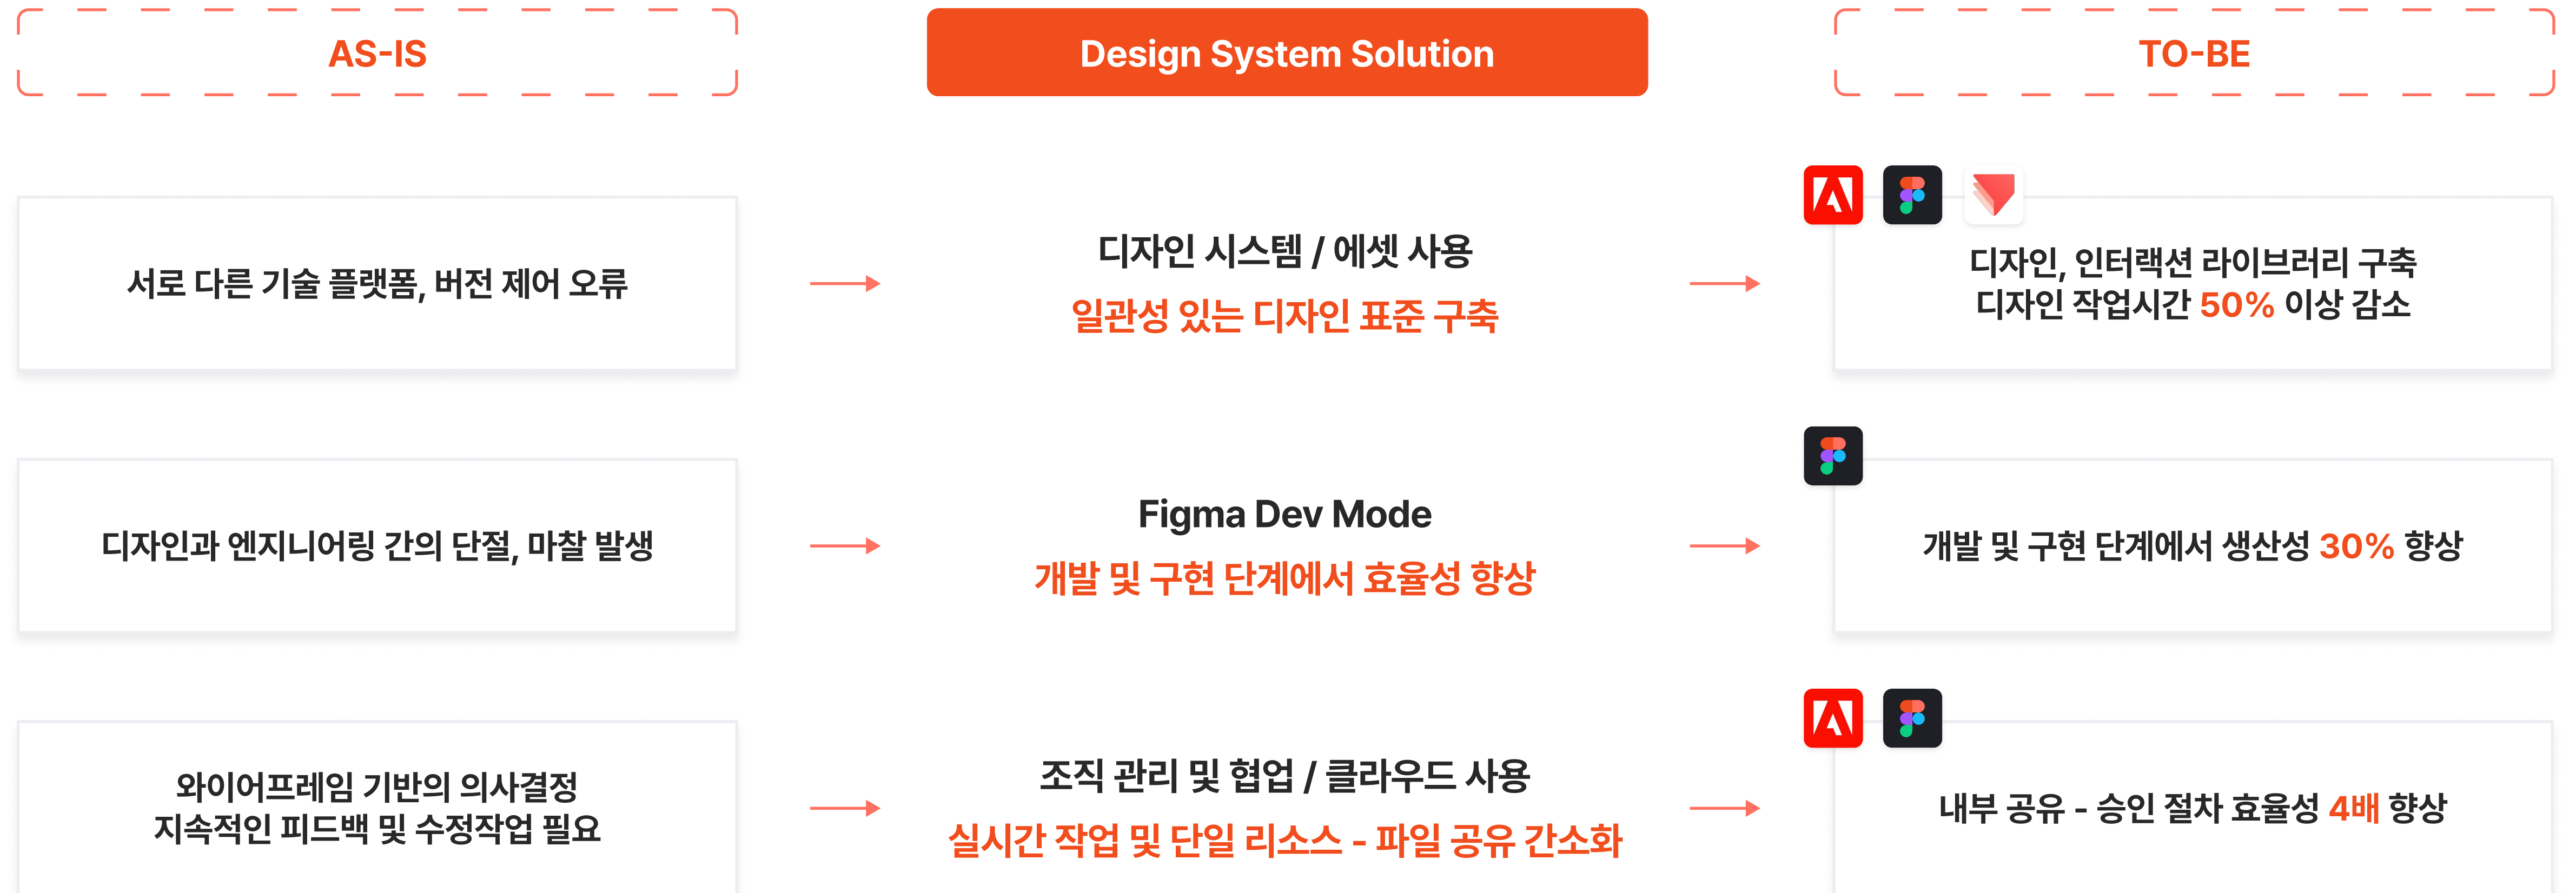 AS-IS
Design System Solution
TO-BE
서로 다른 기술 플랫폼, 버전 제어 오류
디자인 시스템 / 에셋 사용
일관성 있는 디자인 표준 구축
디자인, 인터랙션 라이브러리 구축
디자인 작업시간 50% 이상 감소
디자인과 엔지니어링 간의 단절, 마찰 발생
Figma Dev Mode
개발 및 구현 단계에서 효율성 향상
개발 및 구현 단계에서 생산성 30% 향상
와이어프레임 기반의 의사결정
지속적인 피드백 및 수정작업 필요
조직 관리 및 협업 / 클라우드 사용
실시간 작업 및 단일 리소스 - 파일 공유 간소화
내부 공유 - 승인 절차 효율성 4배 향상